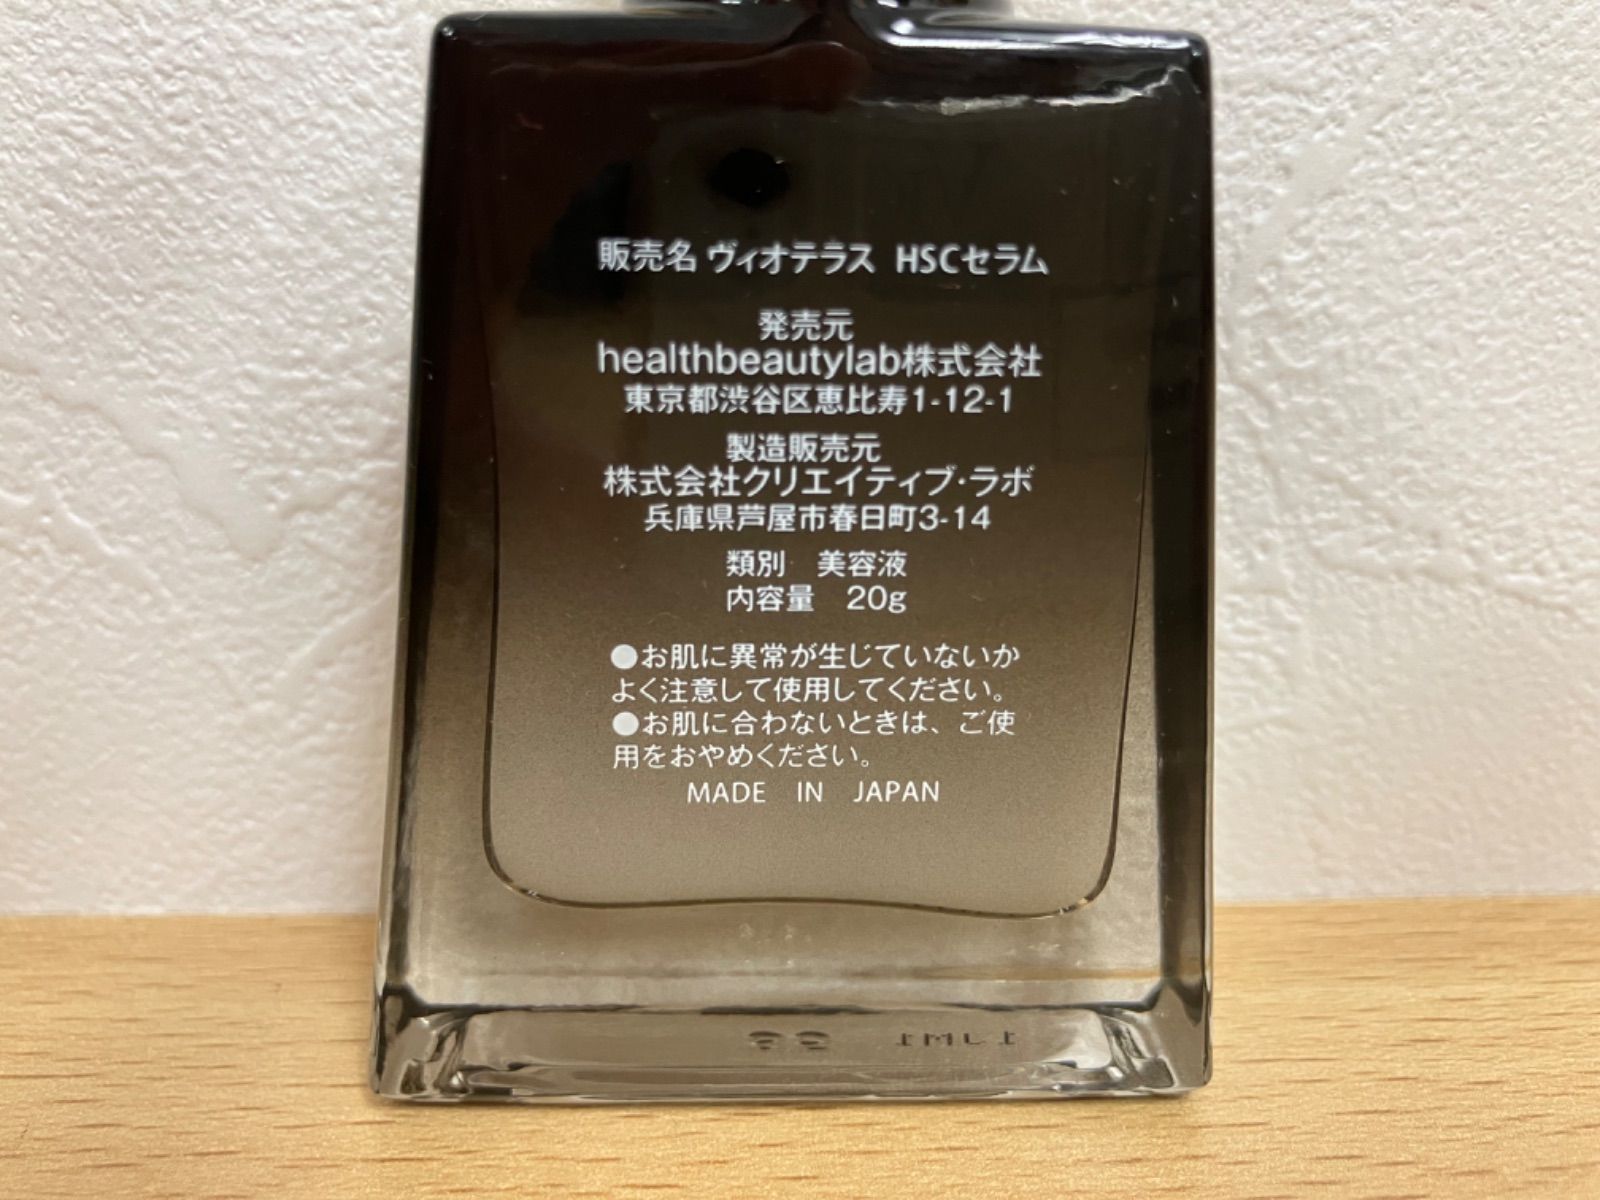 販売名 ヴィオテラス HSCセラム
発売元
healthbeautylab株式会社
東京都渋谷区恵比寿1-12-1
製造販売元
株式会社クリエイティブ・ラボ
兵庫県芦屋市春日町3-14
類別　美容液
内容量　20g
●お肌に異常が生じていないか
よく注意して使用してください。
●お肌に合わないときは、ご使
用をおやめください。
MADE IN JAPAN